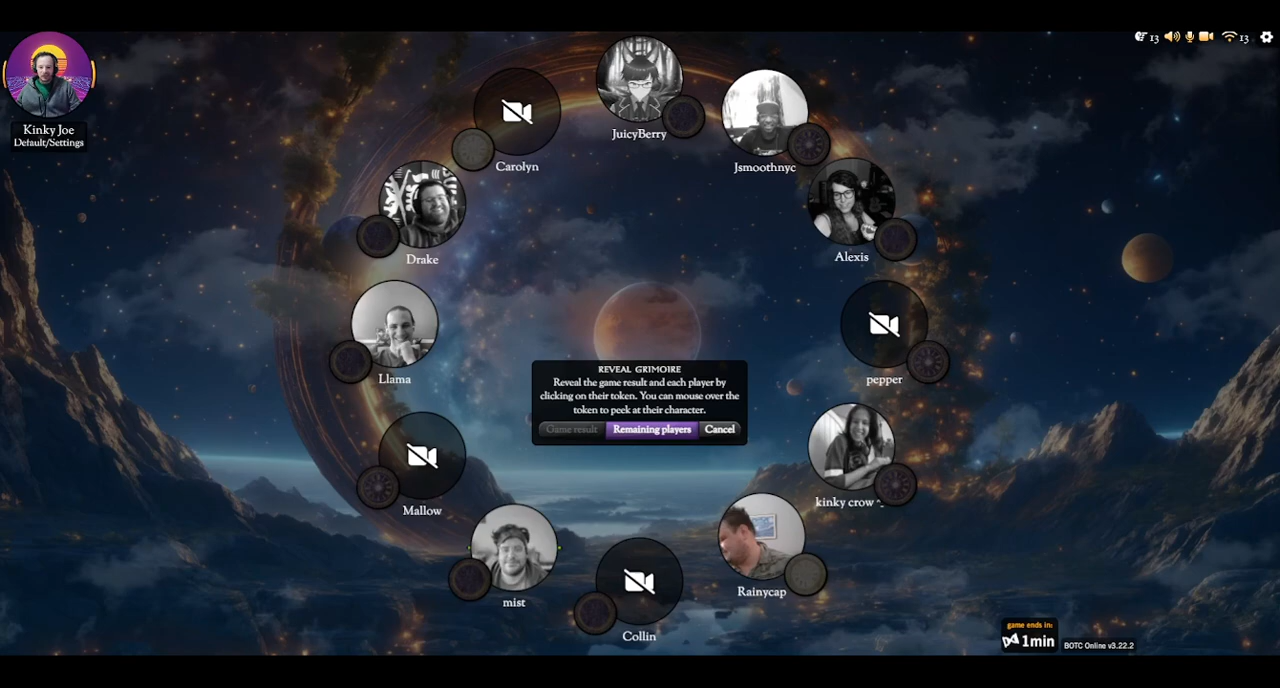 13
13
Kinky Joe
Default/Settings
JuicyBerry
Carolyn
Jsmoothnyc
Drake
Alexis
Llama
pepper
REVEAL GRIMOIRE
Reveal the game result and each player by
clicking on their token. You can mouse over the
token to peek at their character.
Game result
Remaining players
Cancel
Mallow
kinky crow ^
mist
Rainycap
Collin
game ends in:
1min
BOTC Online v3.22.2